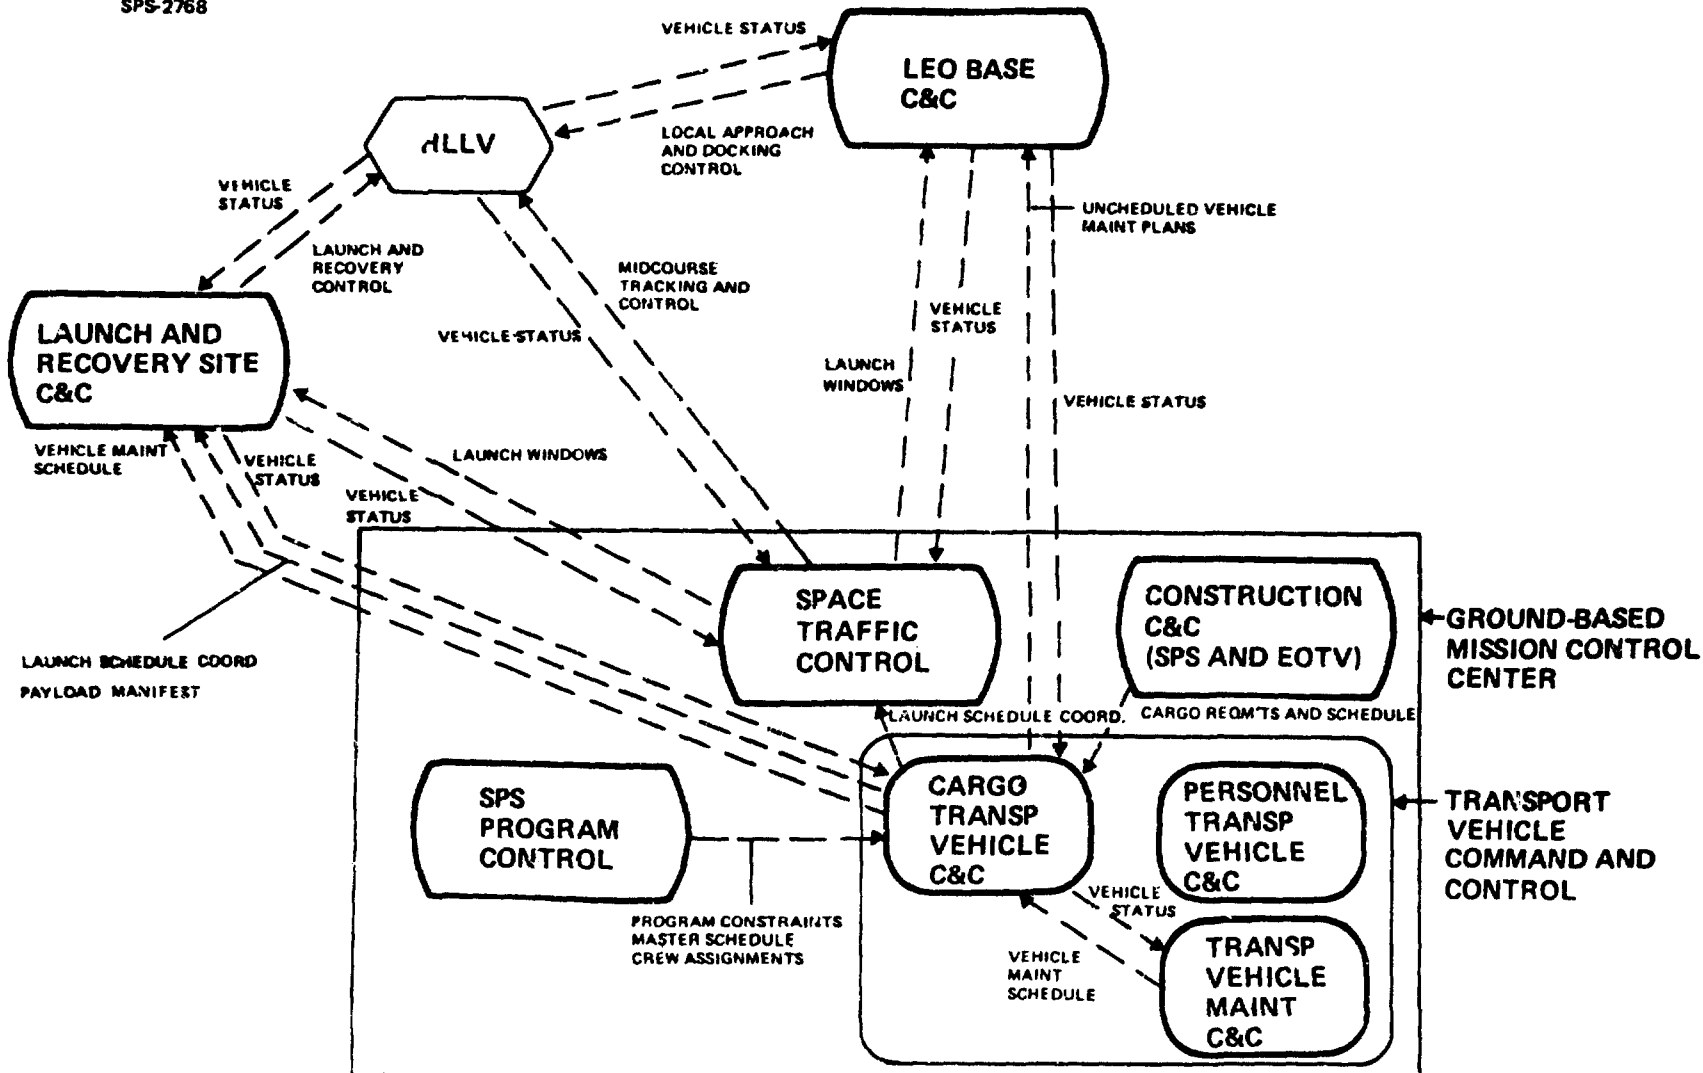 SPS-2768
VEHICLE STATUS
LEO BASE
C&C
HLLV
LOCAL APPROACH
AND DOCKING
CONTROL
VEHICLE
STATUS
UNCHEDULED VEHICLE
MAINT PLANS
LAUNCH AND
RECOVERY
CONTROL
MIDCOURSE
TRACKING AND
CONTROL
VEHICLE STATUS
VEHICLE
STATUS
LAUNCH AND
RECOVERY SITE
C&C
LAUNCH
WINDOWS
VEHICLE STATUS
VEHICLE MAINT
SCHEDULE
VEHICLE
STATUS
LAUNCH WINDOWS
VEHICLE
STATUS
SPACE
TRAFFIC
CONTROL
CONSTRUCTION
C&C
(SPS AND EOTV)
GROUND-BASED
MISSION CONTROL
CENTER
LAUNCH SCHEDULE COORD
PAYLOAD MANIFEST
LAUNCH SCHEDULE COORD.
CARGO REQM'TS AND SCHEDULE
SPS
PROGRAM
CONTROL
CARGO
TRANSP
VEHICLE
C&C
PERSONNEL
TRANSP
VEHICLE
C&C
TRANSPORT
VEHICLE
COMMAND AND
CONTROL
VEHICLE
STATUS
PROGRAM CONSTRAINTS
MASTER SCHEDULE
CREW ASSIGNMENTS
VEHICLE
MAINT
SCHEDULE
TRANSP
VEHICLE
MAINT
C&C